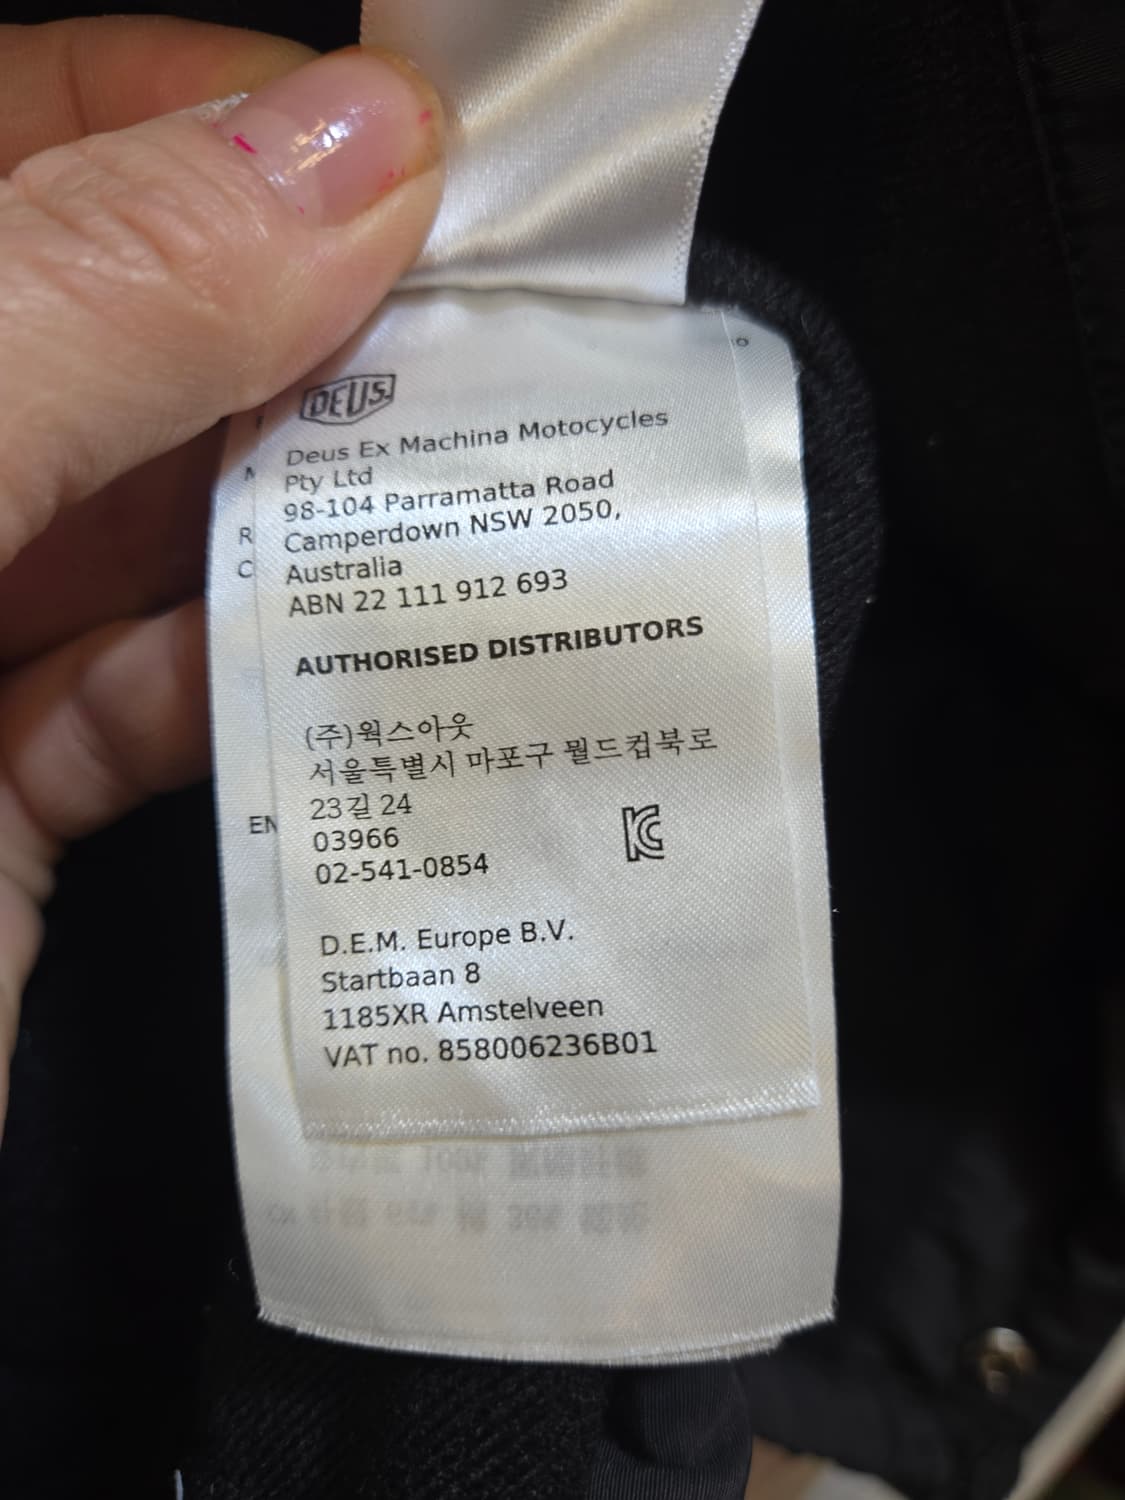 DEUS.
Deus Ex Machina Motocycles
Pty Ltd
98-104 Parramatta Road
Camperdown NSW 2050,
Australia
ABN 22 111 912 693
AUTHORISED DISTRIBUTORS
(주)웍스아웃
서울특별시 마포구 월드컵북로
23길 24
03966
02-541-0854
D.E.M. Europe B.V.
Startbaan 8
1185XR Amstelveen
VAT no. 858006236B01